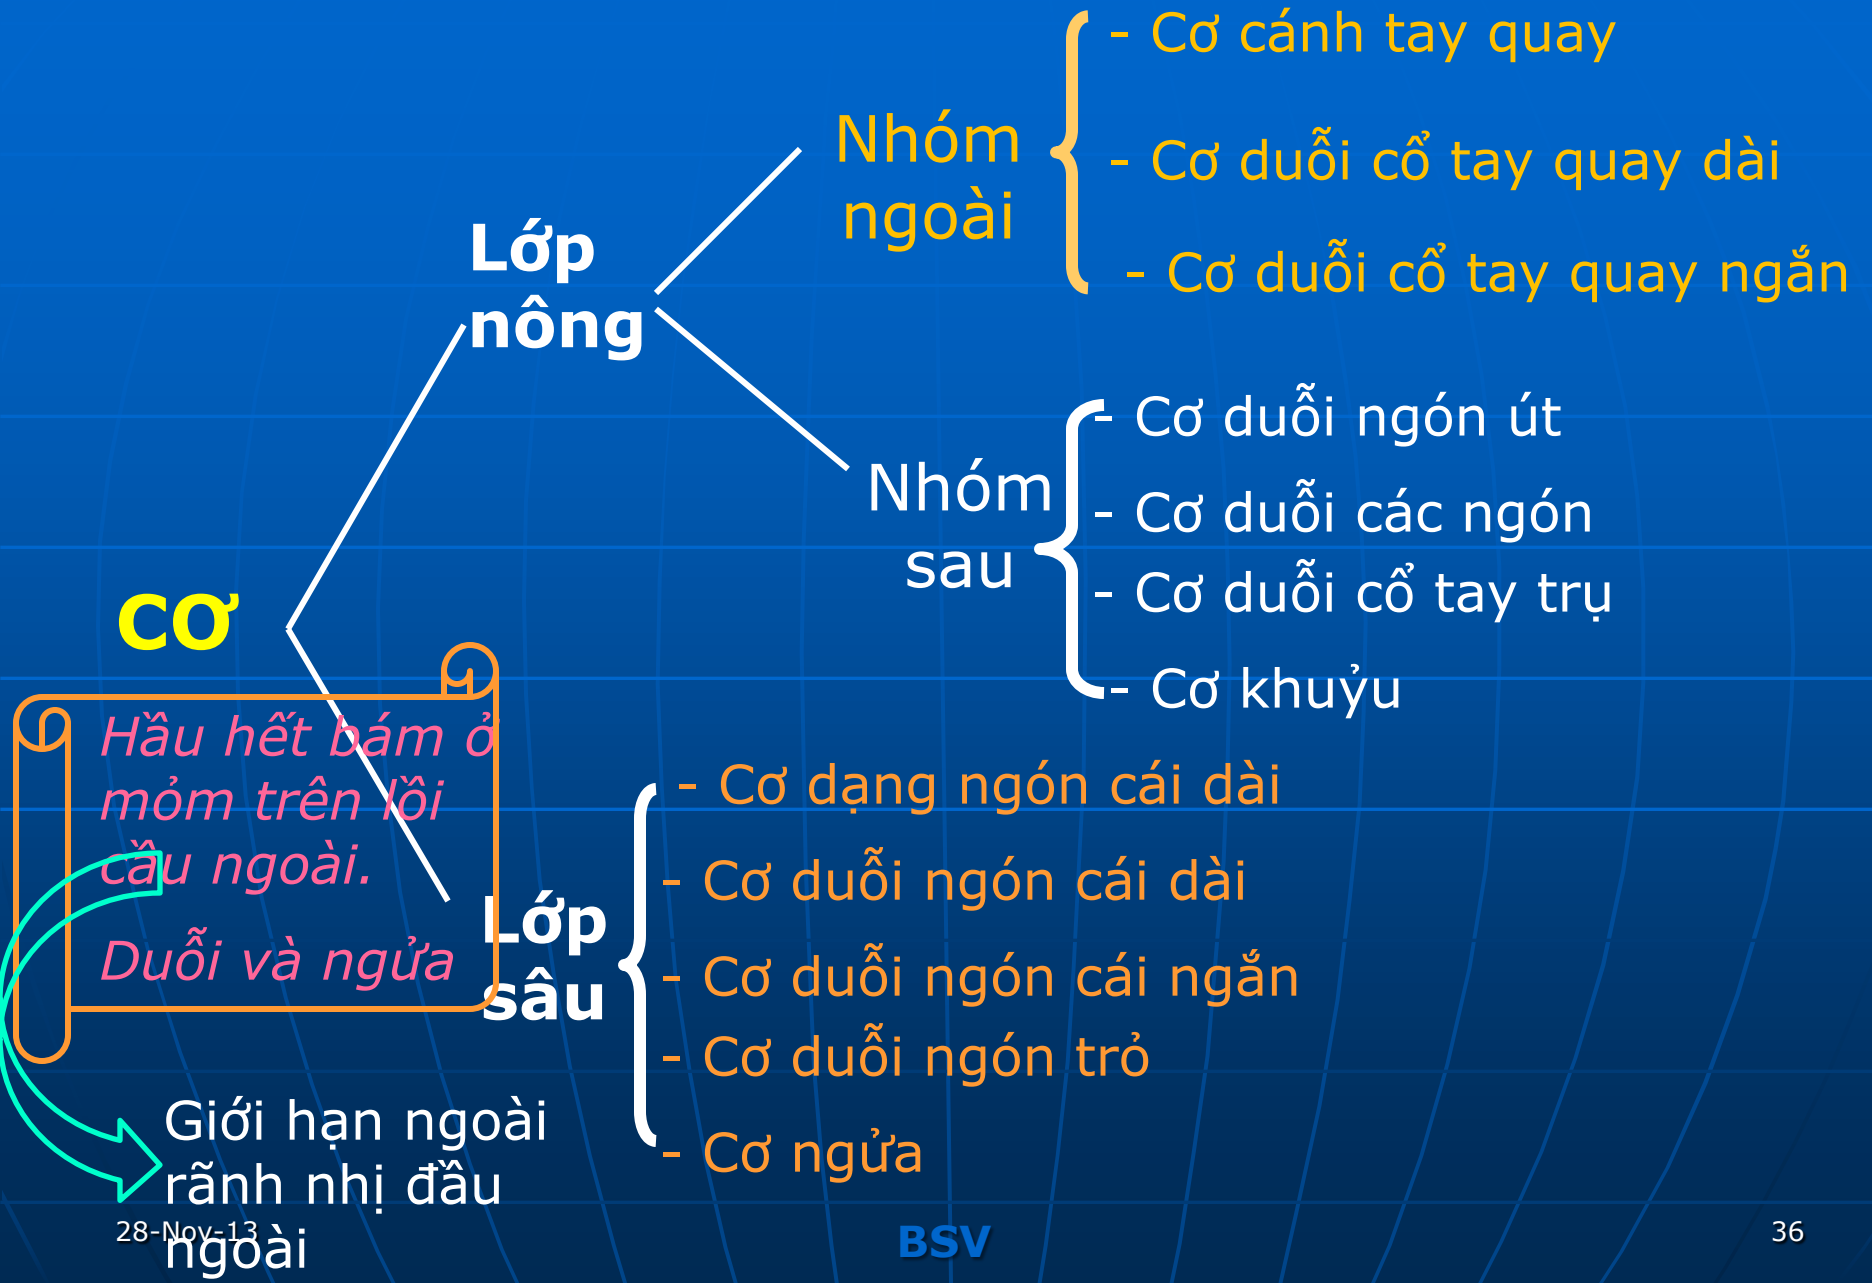 - Cơ cánh tay quay
Nhóm
ngoài
- Cơ duỗi cổ tay quay dài
- Cơ duỗi cổ tay quay ngắn
Lớp
nông
- Cơ duỗi ngón út
Nhóm
sau
- Cơ duỗi các ngón
- Cơ duỗi cổ tay trụ
- Cơ khuỷu
CƠ
Hầu hết bám ở
mỏm trên lồi
cầu ngoài.
Duỗi và ngửa
Lớp
sâu
- Cơ dạng ngón cái dài
- Cơ duỗi ngón cái dài
- Cơ duỗi ngón cái ngắn
- Cơ duỗi ngón trỏ
- Cơ ngửa
Giới hạn ngoài
rãnh nhị đầu
ngoài
28-Nov-13
BSV
36